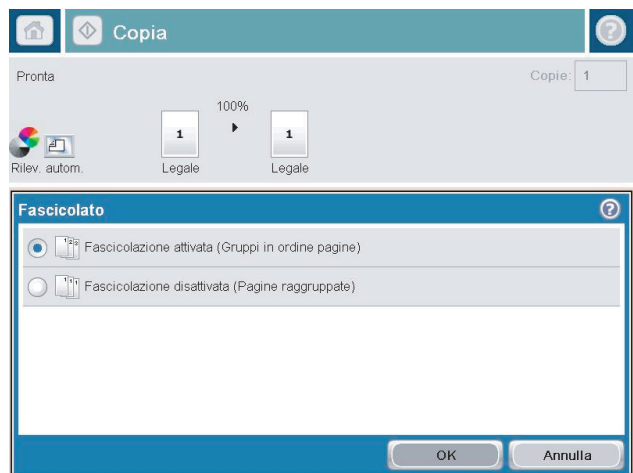 Copia
Pronta
Copie: 1
100%
1 1
Rilev. autom. Legale Legale
Fascicolato
Fascicolazione attivata (Gruppi in ordine pagine)
Fascicolazione disattivata (Pagine raggruppate)
OK Annulla